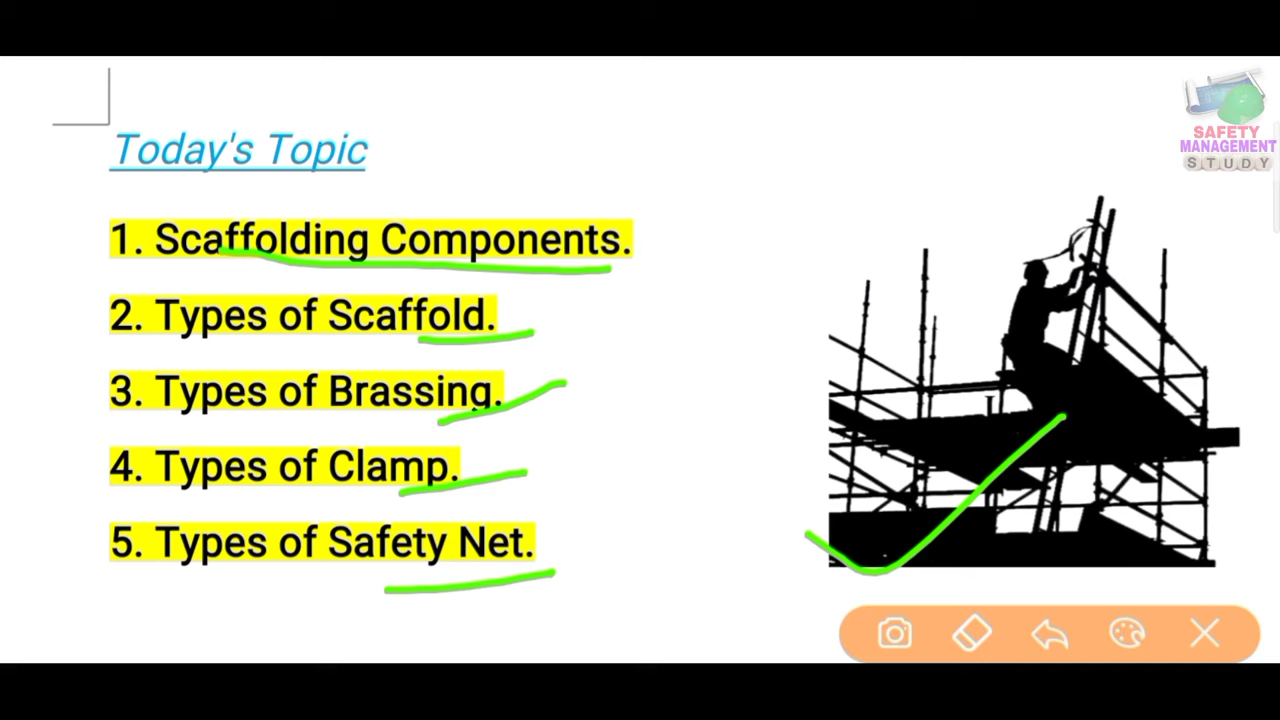 Today's Topic
1. Scaffolding Components.
2. Types of Scaffold.
3. Types of Brassing.
4. Types of Clamp.
5. Types of Safety Net.
SAFETY
MANAGEMENT
STUDY